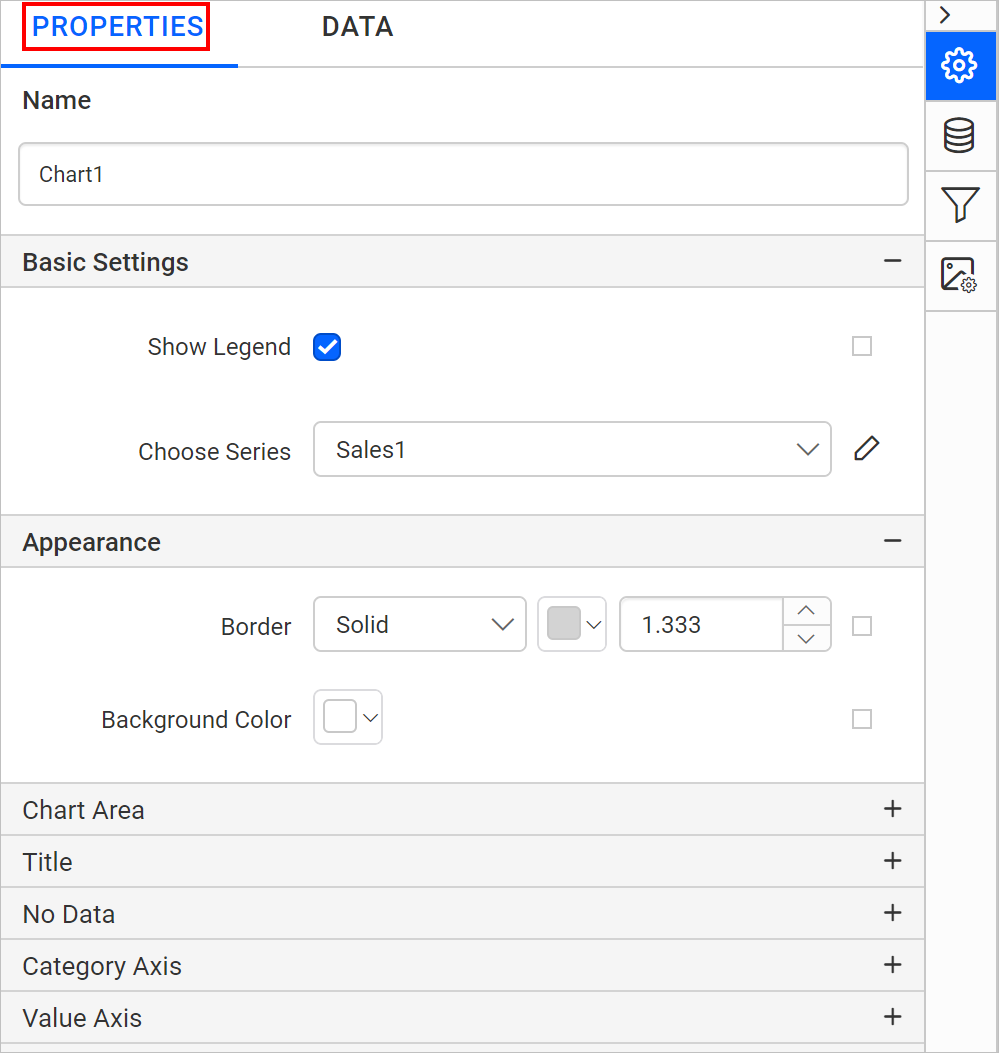 PROPERTIES DATA
Name
Chart1
Basic Settings
Show Legend
Choose Series Sales1
Appearance
Border Solid 1.333
Background Color
Chart Area
Title
No Data
Category Axis
Value Axis